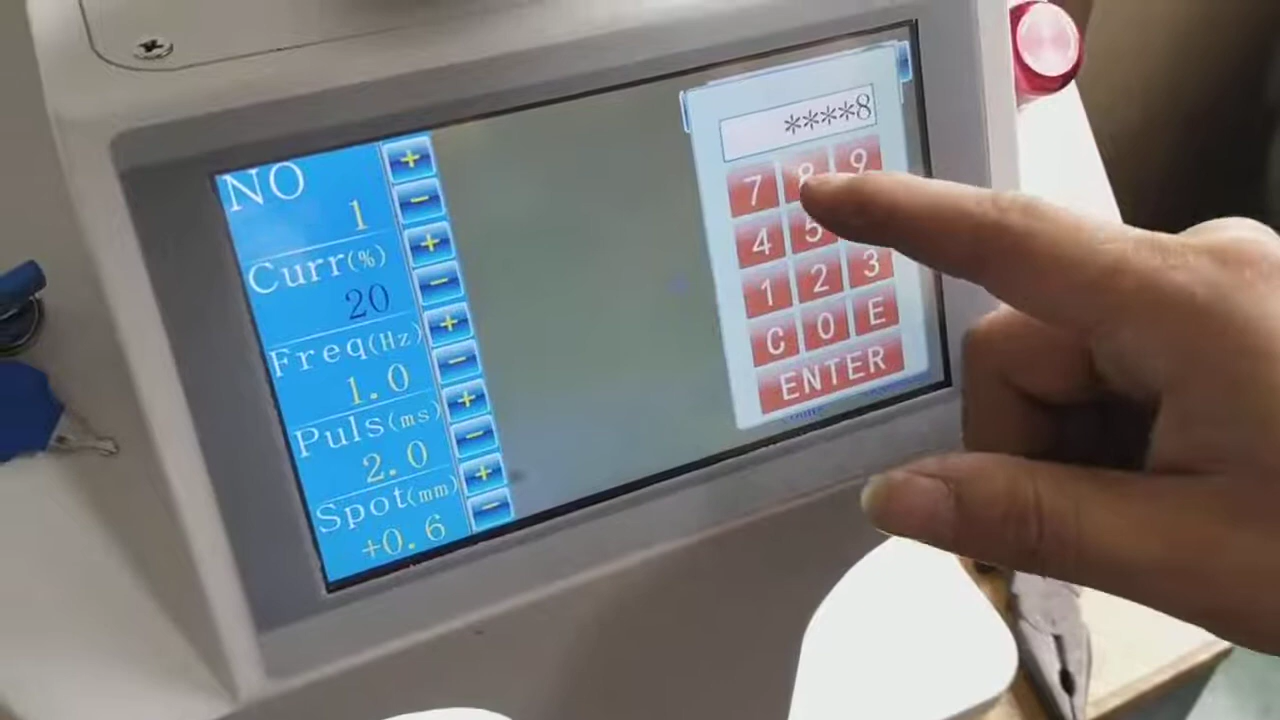 NO
1
Curr(%)
20
Freq(Hz)
1.0
Puls(ms)
2.0
Spot(mm)
+0.6
+
−
+
−
+
−
+
−
+
−
****8
7 8 9
4 5
1 2 3
C 0 E
ENTER